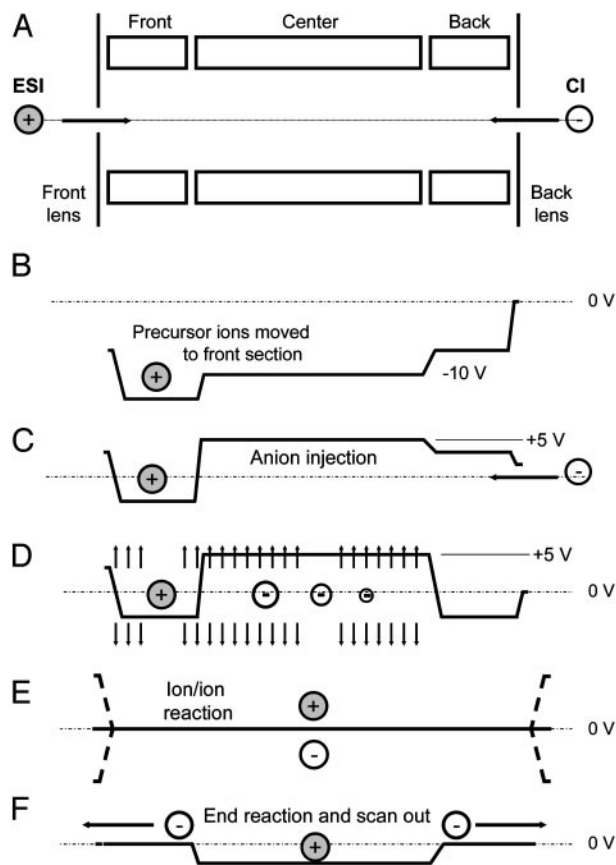 A
Front Center Back
ESI CI
+ -
Front
lens
Back
lens
B
0 V
Precursor ions moved
to front section
+
-10 V
C
+5 V
Anion injection
+ -
D
+5 V
+ - - - 0 V
E
Ion/ion
reaction
+
0 V
-
F
End reaction and scan out
- -
+ 0 V